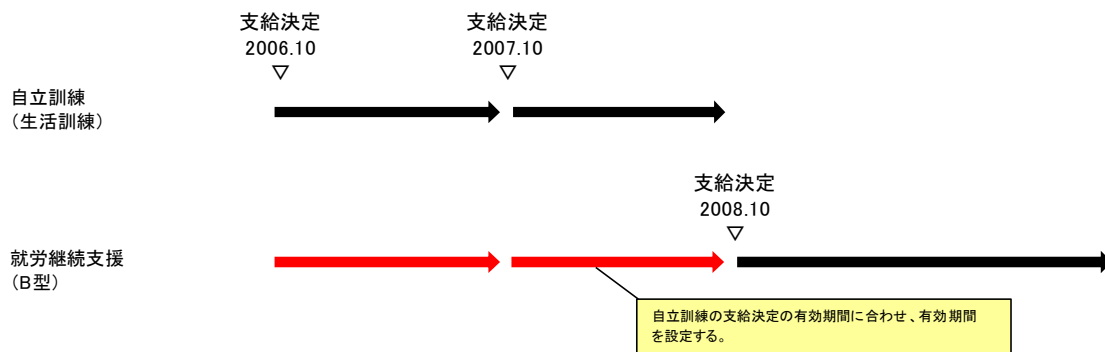 支給決定
2006.10
▽
支給決定
2007.10
▽
自立訓練
（生活訓練）
支給決定
2008.10
▽
就労継続支援
（B型）
自立訓練の支給決定の有効期間に合わせ、有効期間
を設定する。